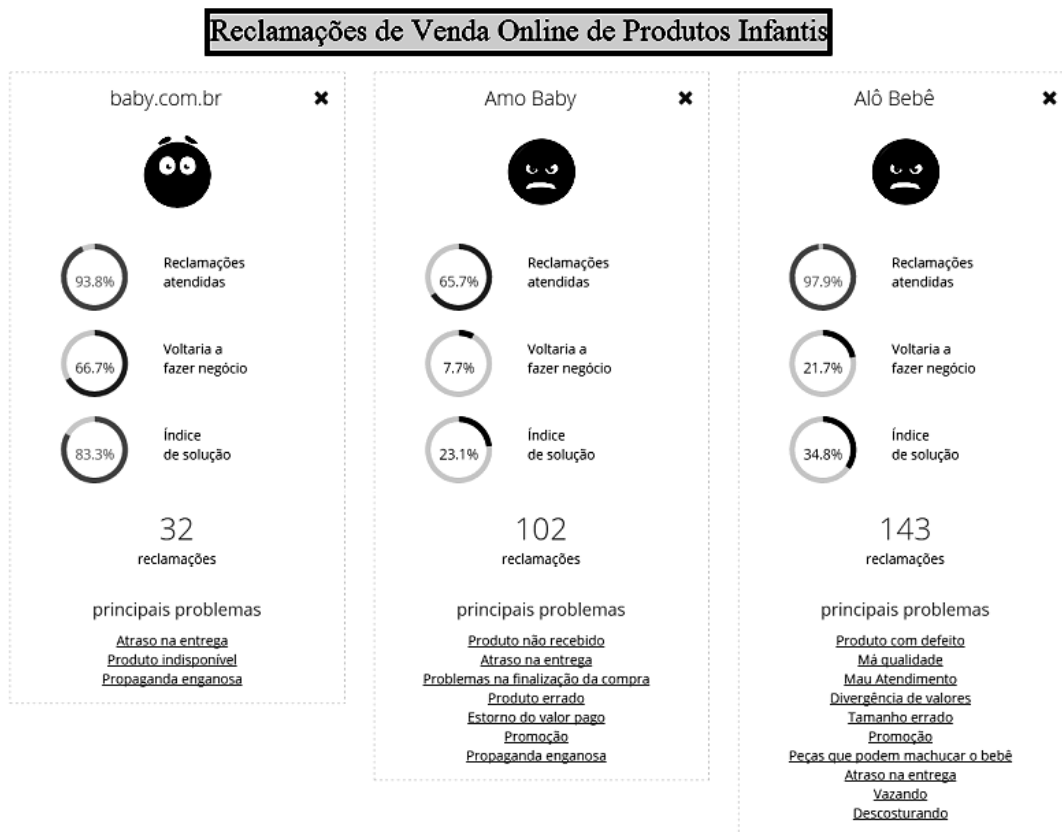 Reclamações de Venda Online de Produtos Infantis
baby.com.br
93.8%
Reclamações
atendidas
66.7%
Voltaria a
fazer negócio
83.3%
Índice
de solução
32
reclamações
principais problemas
Atraso na entrega
Produto indisponível
Propaganda enganosa
Amo Baby
65.7%
Reclamações
atendidas
7.7%
Voltaria a
fazer negócio
23.1%
Índice
de solução
102
reclamações
principais problemas
Produto não recebido
Atraso na entrega
Problemas na finalização da compra
Produto errado
Estorno do valor pago
Promoção
Propaganda enganosa
Alô Bebê
97.9%
Reclamações
atendidas
21.7%
Voltaria a
fazer negócio
34.8%
Índice
de solução
143
reclamações
principais problemas
Produto com defeito
Má qualidade
Mau Atendimento
Divergência de valores
Tamanho errado
Promoção
Peças que podem machucar o bebê
Atraso na entrega
Vazando
Descosturando